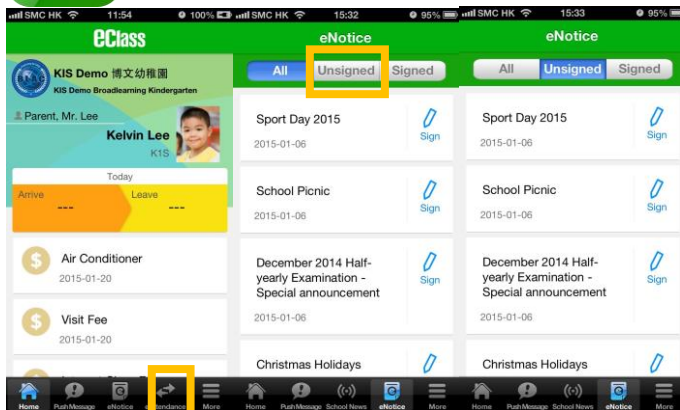 SMC HK 11:54 100%
eClass
KIS Demo 博文幼稚園
KIS Demo Broadlearning Kindergarten
Parent, Mr. Lee
Kelvin Lee
K1S
Today
Arrive Leave
--- ---
Air Conditioner
2015-01-20
Visit Fee
2015-01-20
Home Push Message eNotice eAttendance More
SMC HK 15:32 95%
eNotice
All Unsigned Signed
Sport Day 2015
2015-01-06
Sign
School Picnic
2015-01-06
Sign
December 2014 Half-
yearly Examination -
Special announcement
2015-01-06
Sign
Christmas Holidays
Home Push Message School News eNotice More
SMC HK 15:33 95%
eNotice
All Unsigned Signed
Sport Day 2015
2015-01-06
Sign
School Picnic
2015-01-06
Sign
December 2014 Half-
yearly Examination -
Special announcement
2015-01-06
Sign
Christmas Holidays
Home Push Message School News eNotice More